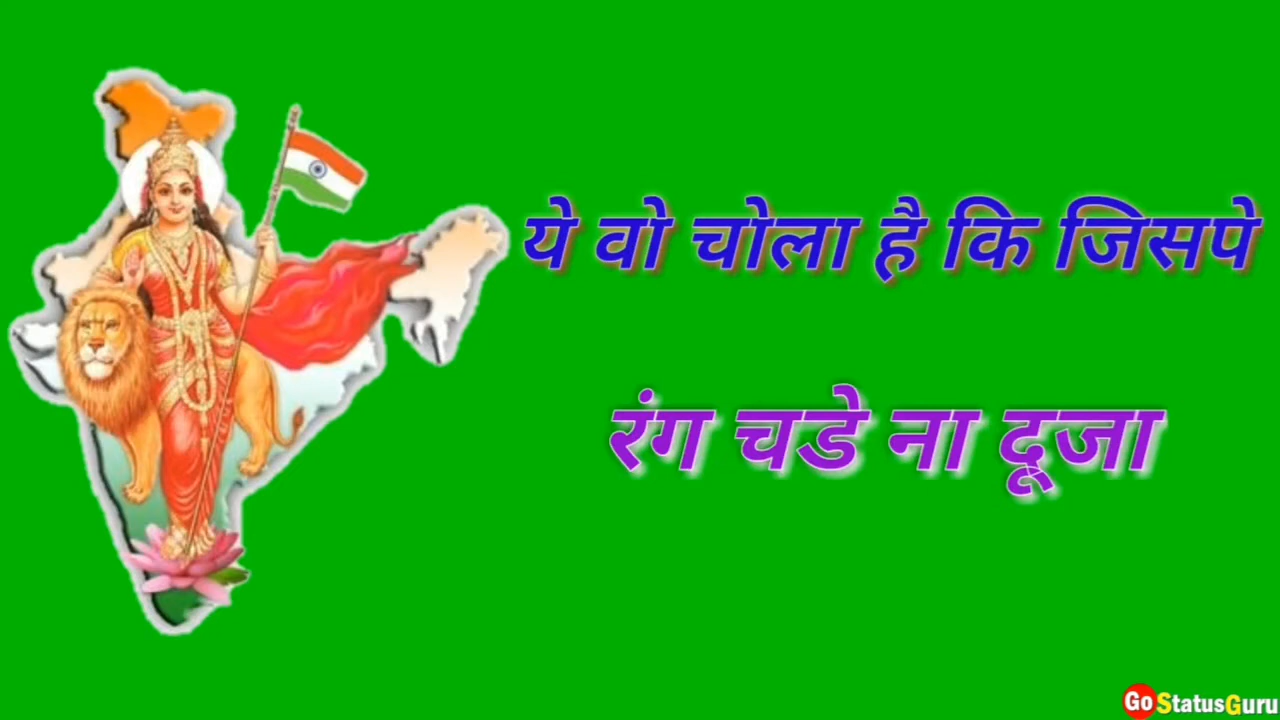 ये वो चोला है कि जिसपे
रंग चडे ना दूजा
GoStatusGuru